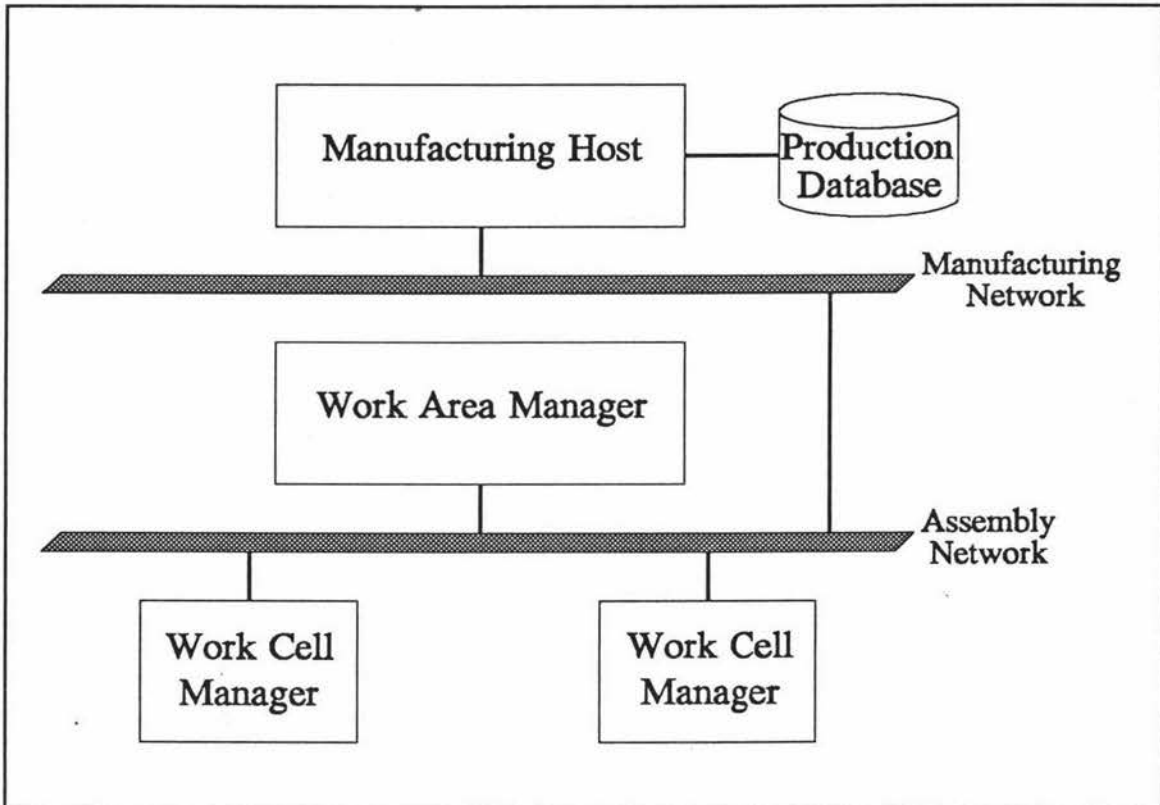 Manufacturing Host
Production
Database
Manufacturing
Network
Work Area Manager
Assembly
Network
Work Cell
Manager
Work Cell
Manager